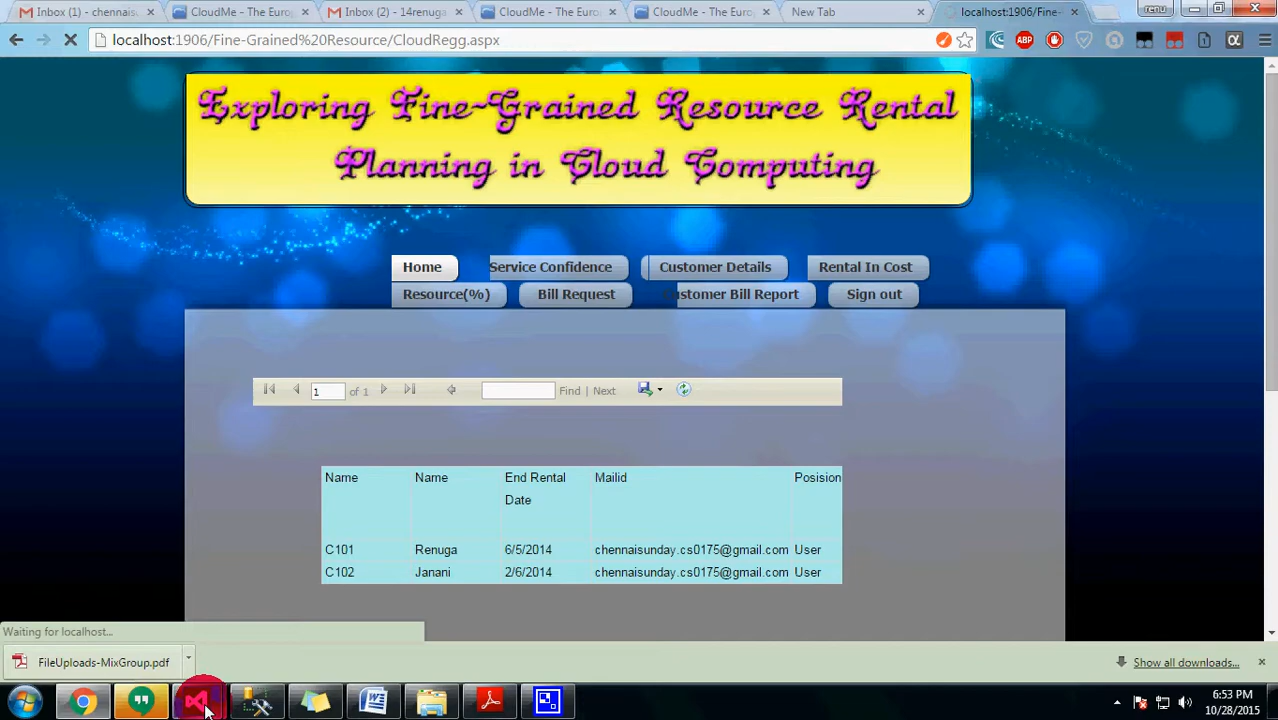 Inbox (1) - chennais
CloudMe - The Euro
Inbox (2) - 14renuga
CloudMe - The Euro
CloudMe - The Euro
New Tab
localhost:1906/Fine-
renu
localhost:1906/Fine-Grained%20Resource/CloudRegg.aspx
ABP
Exploring Fine-Grained Resource Rental
Planning in Cloud Computing
Home Service Confidence Customer Details Rental In Cost
Resource(%) Bill Request Customer Bill Report Sign out
1 of 1 Find | Next
Name Name End Rental Mailid Posision
Date
C101 Renuga 6/5/2014 chennaisunday.cs0175@gmail.com User
C102 Janani 2/6/2014 chennaisunday.cs0175@gmail.com User
Waiting for localhost...
FileUploads-MixGroup.pdf
Show all downloads...
6:53 PM
10/28/2015